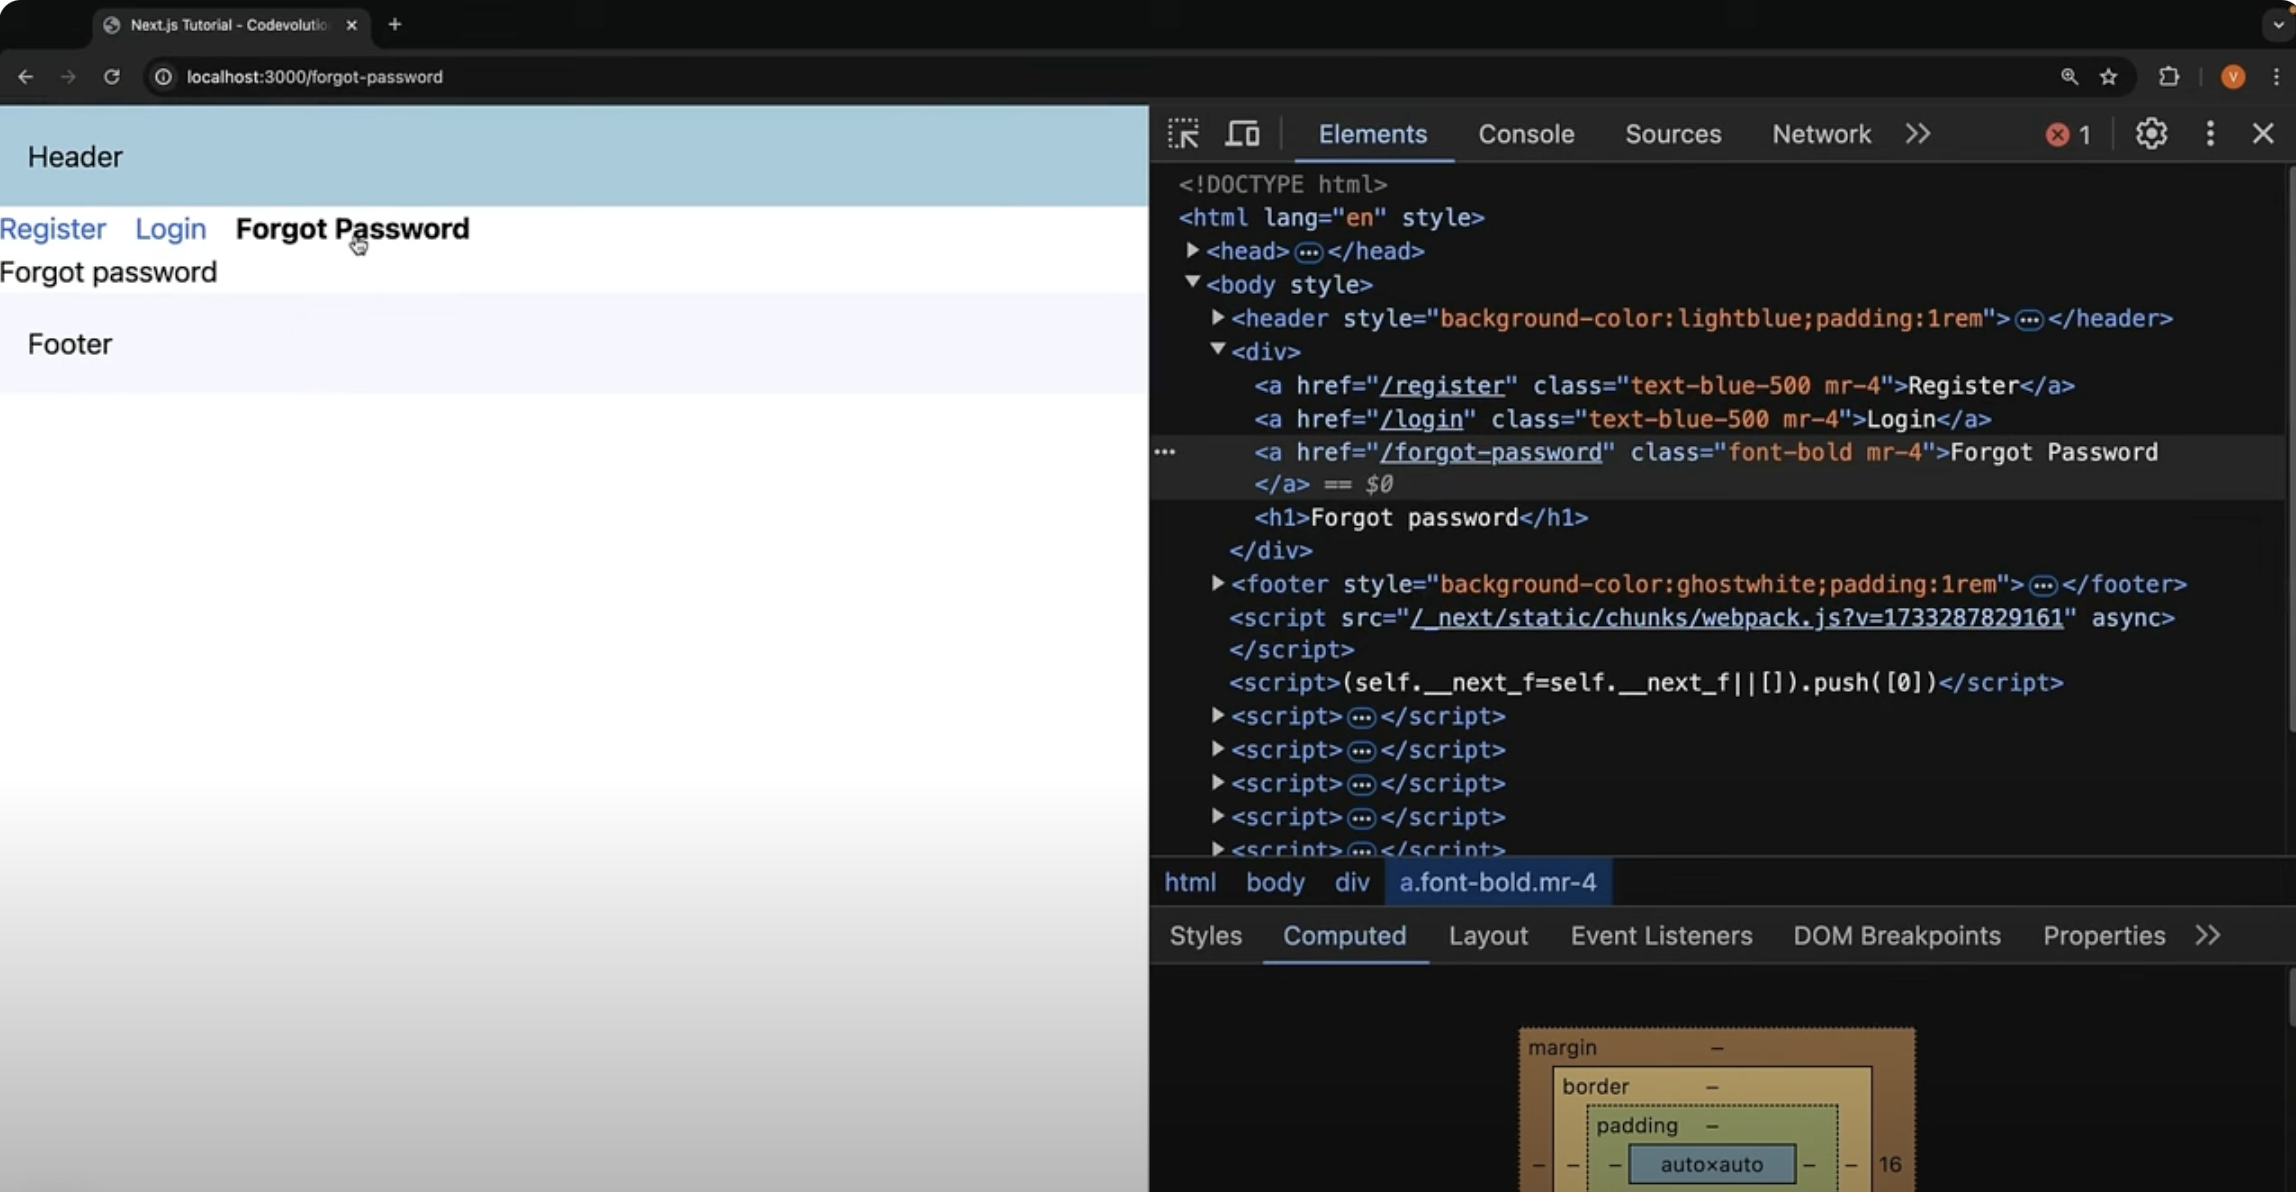 Next.js Tutorial - Codevolutio
localhost:3000/forgot-password
V
Header
Register Login Forgot Password
Forgot password
Footer
Elements Console Sources Network 1
<!DOCTYPE html>
<html lang="en" style>
<head>…</head>
<body style>
<header style="background-color:lightblue;padding:1rem">…</header>
<div>
<a href="/register" class="text-blue-500 mr-4">Register</a>
<a href="/login" class="text-blue-500 mr-4">Login</a>
<a href="/forgot-password" class="font-bold mr-4">Forgot Password
</a> == $0
<h1>Forgot password</h1>
</div>
<footer style="background-color:ghostwhite;padding:1rem">…</footer>
<script src="/_next/static/chunks/webpack.js?v=1733287829161" async>
</script>
<script>(self.__next_f=self.__next_f||[]).push([0])</script>
<script>…</script>
<script>…</script>
<script>…</script>
<script>…</script>
<script>…</script>
html body div a.font-bold.mr-4
Styles Computed Layout Event Listeners DOM Breakpoints Properties
margin –
border –
padding –
– – – auto×auto – – 16